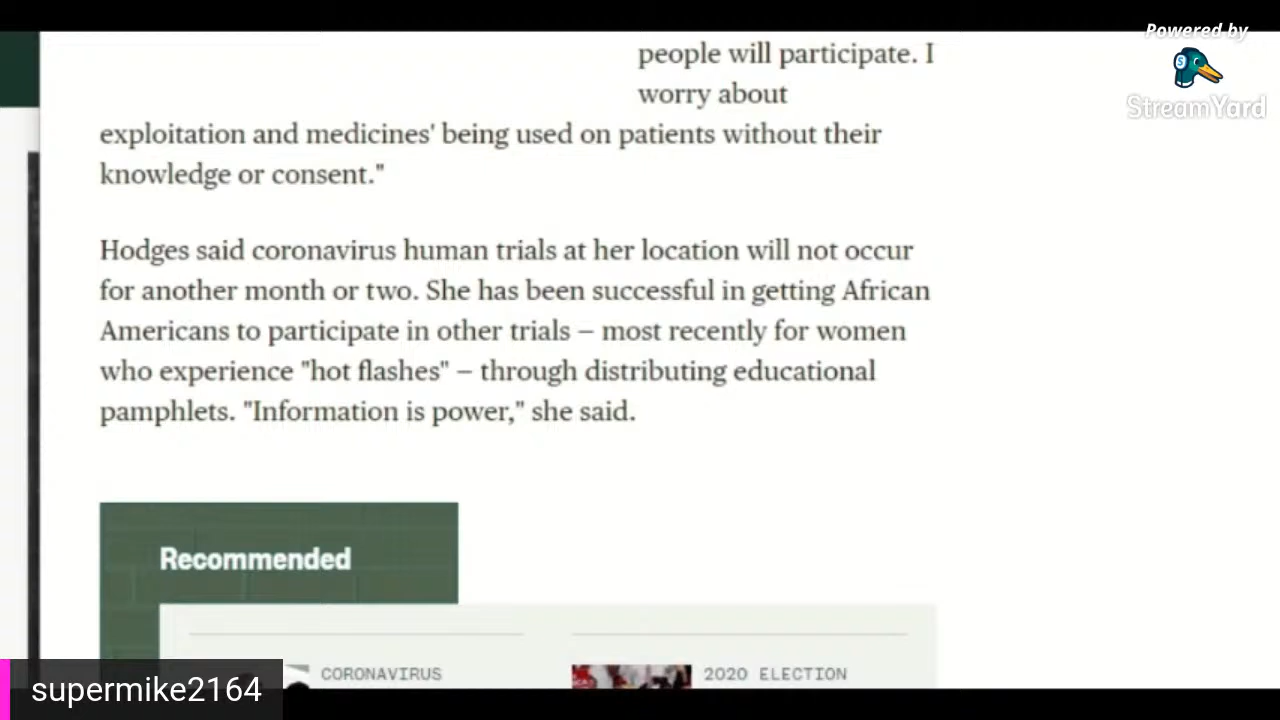 Powered by
StreamYard
people will participate. I
worry about
exploitation and medicines' being used on patients without their
knowledge or consent."
Hodges said coronavirus human trials at her location will not occur
for another month or two. She has been successful in getting African
Americans to participate in other trials – most recently for women
who experience "hot flashes" – through distributing educational
pamphlets. "Information is power," she said.
Recommended
CORONAVIRUS
2020 ELECTION
supermike2164